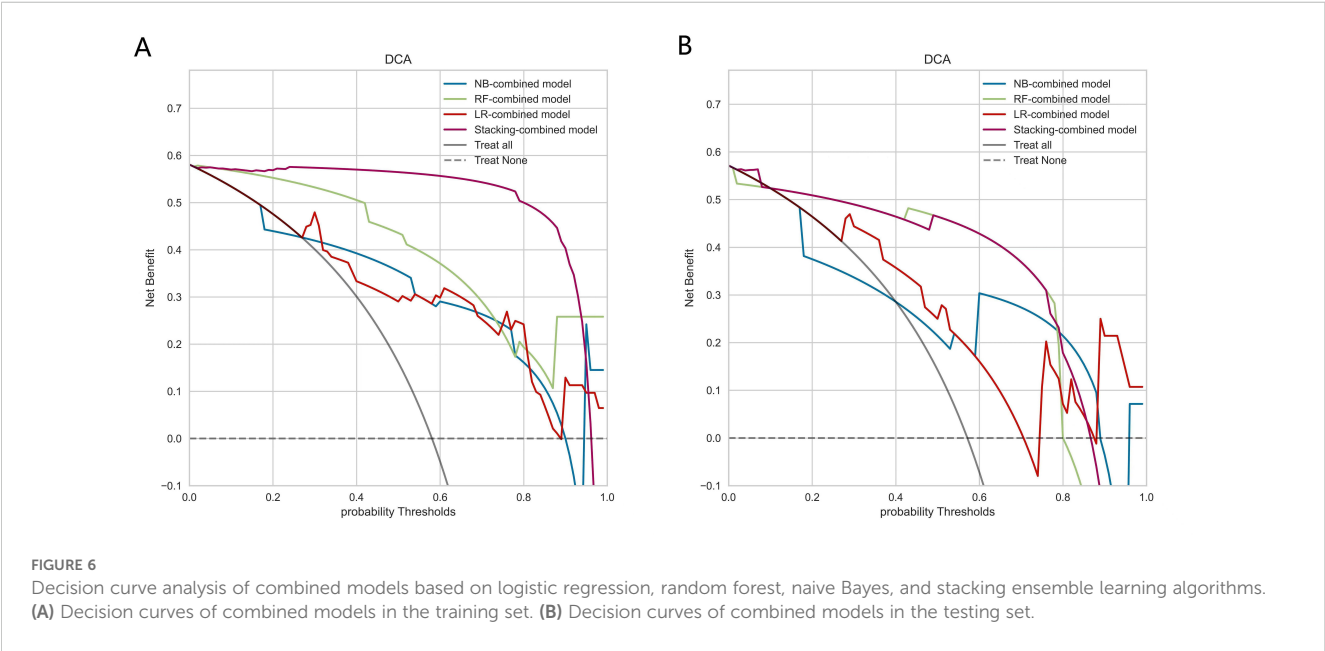 A
DCA
NB-combined model
RF-combined model
LR-combined model
Stacking-combined model
Treat all
Treat None
Net Benefit
0.7
0.6
0.5
0.4
0.3
0.2
0.1
0.0
−0.1
0.0 0.2 0.4 0.6 0.8 1.0
probability Thresholds
B
DCA
NB-combined model
RF-combined model
LR-combined model
Stacking-combined model
Treat all
Treat None
Net Benefit
0.7
0.6
0.5
0.4
0.3
0.2
0.1
0.0
−0.1
0.0 0.2 0.4 0.6 0.8 1.0
probability Thresholds
FIGURE 6
Decision curve analysis of combined models based on logistic regression, random forest, naive Bayes, and stacking ensemble learning algorithms.
(A) Decision curves of combined models in the training set. (B) Decision curves of combined models in the testing set.